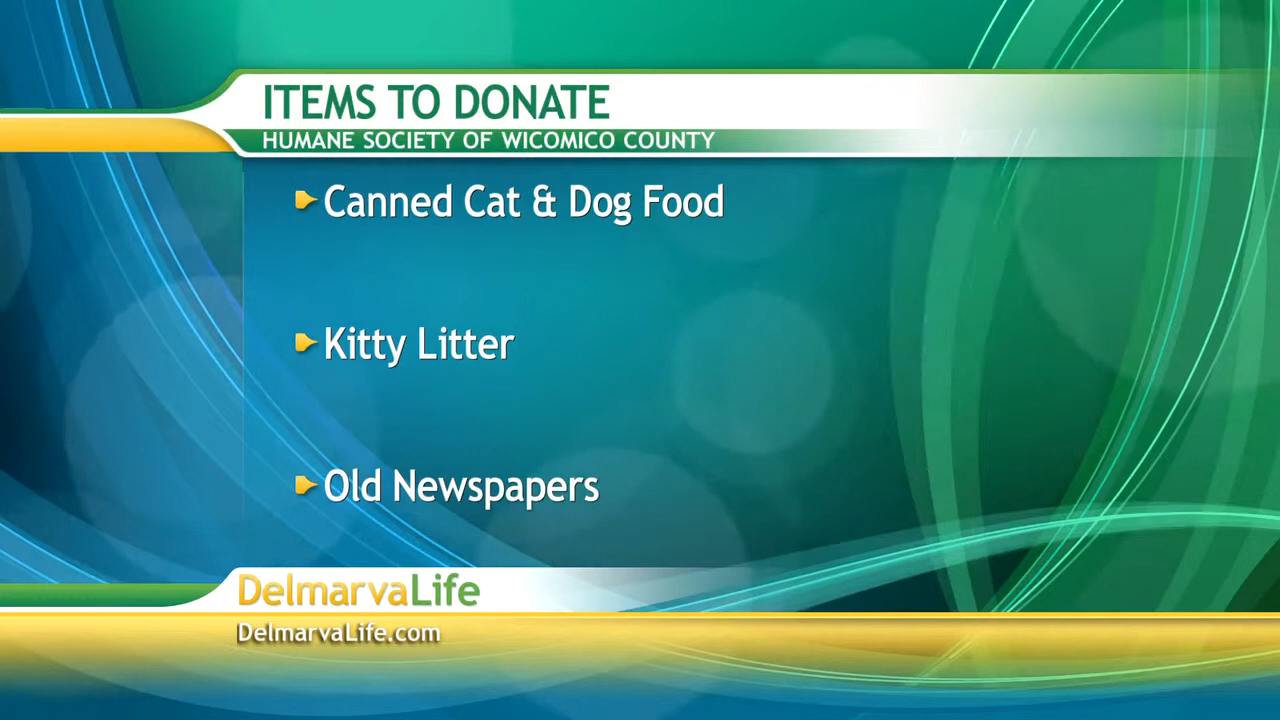 ITEMS TO DONATE
HUMANE SOCIETY OF WICOMICO COUNTY
Canned Cat & Dog Food
Kitty Litter
Old Newspapers
DelmarvaLife
DelmarvaLife.com